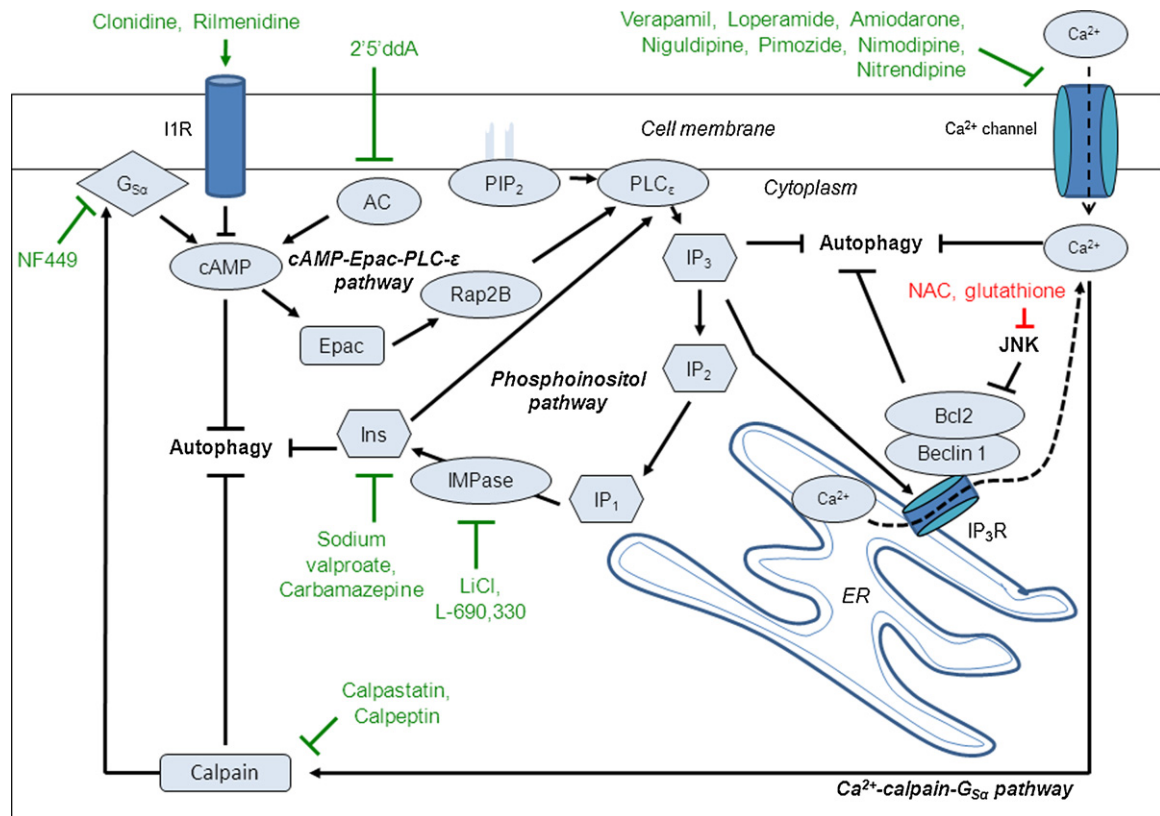 Clonidine, Rilmenidine
2’5’ddA
Verapamil, Loperamide, Amiodarone,
Niguldipine, Pimozide, Nimodipine,
Nitrendipine
Ca²⁺
I1R
Cell membrane
Ca²⁺ channel
G_Sα
AC
PIP₂
PLC_ε
Cytoplasm
NF449
cAMP
cAMP-Epac-PLC-ε
pathway
Rap2B
Epac
IP₃
Autophagy
Ca²⁺
NAC, glutathione
JNK
IP₂
Phosphoinositol
pathway
Bcl2
Beclin 1
Autophagy
Ins
IMPase
IP₁
Ca²⁺
IP₃R
Sodium
valproate,
Carbamazepine
LiCl,
L-690,330
ER
Calpastatin,
Calpeptin
Calpain
Ca²⁺-calpain-G_Sα pathway